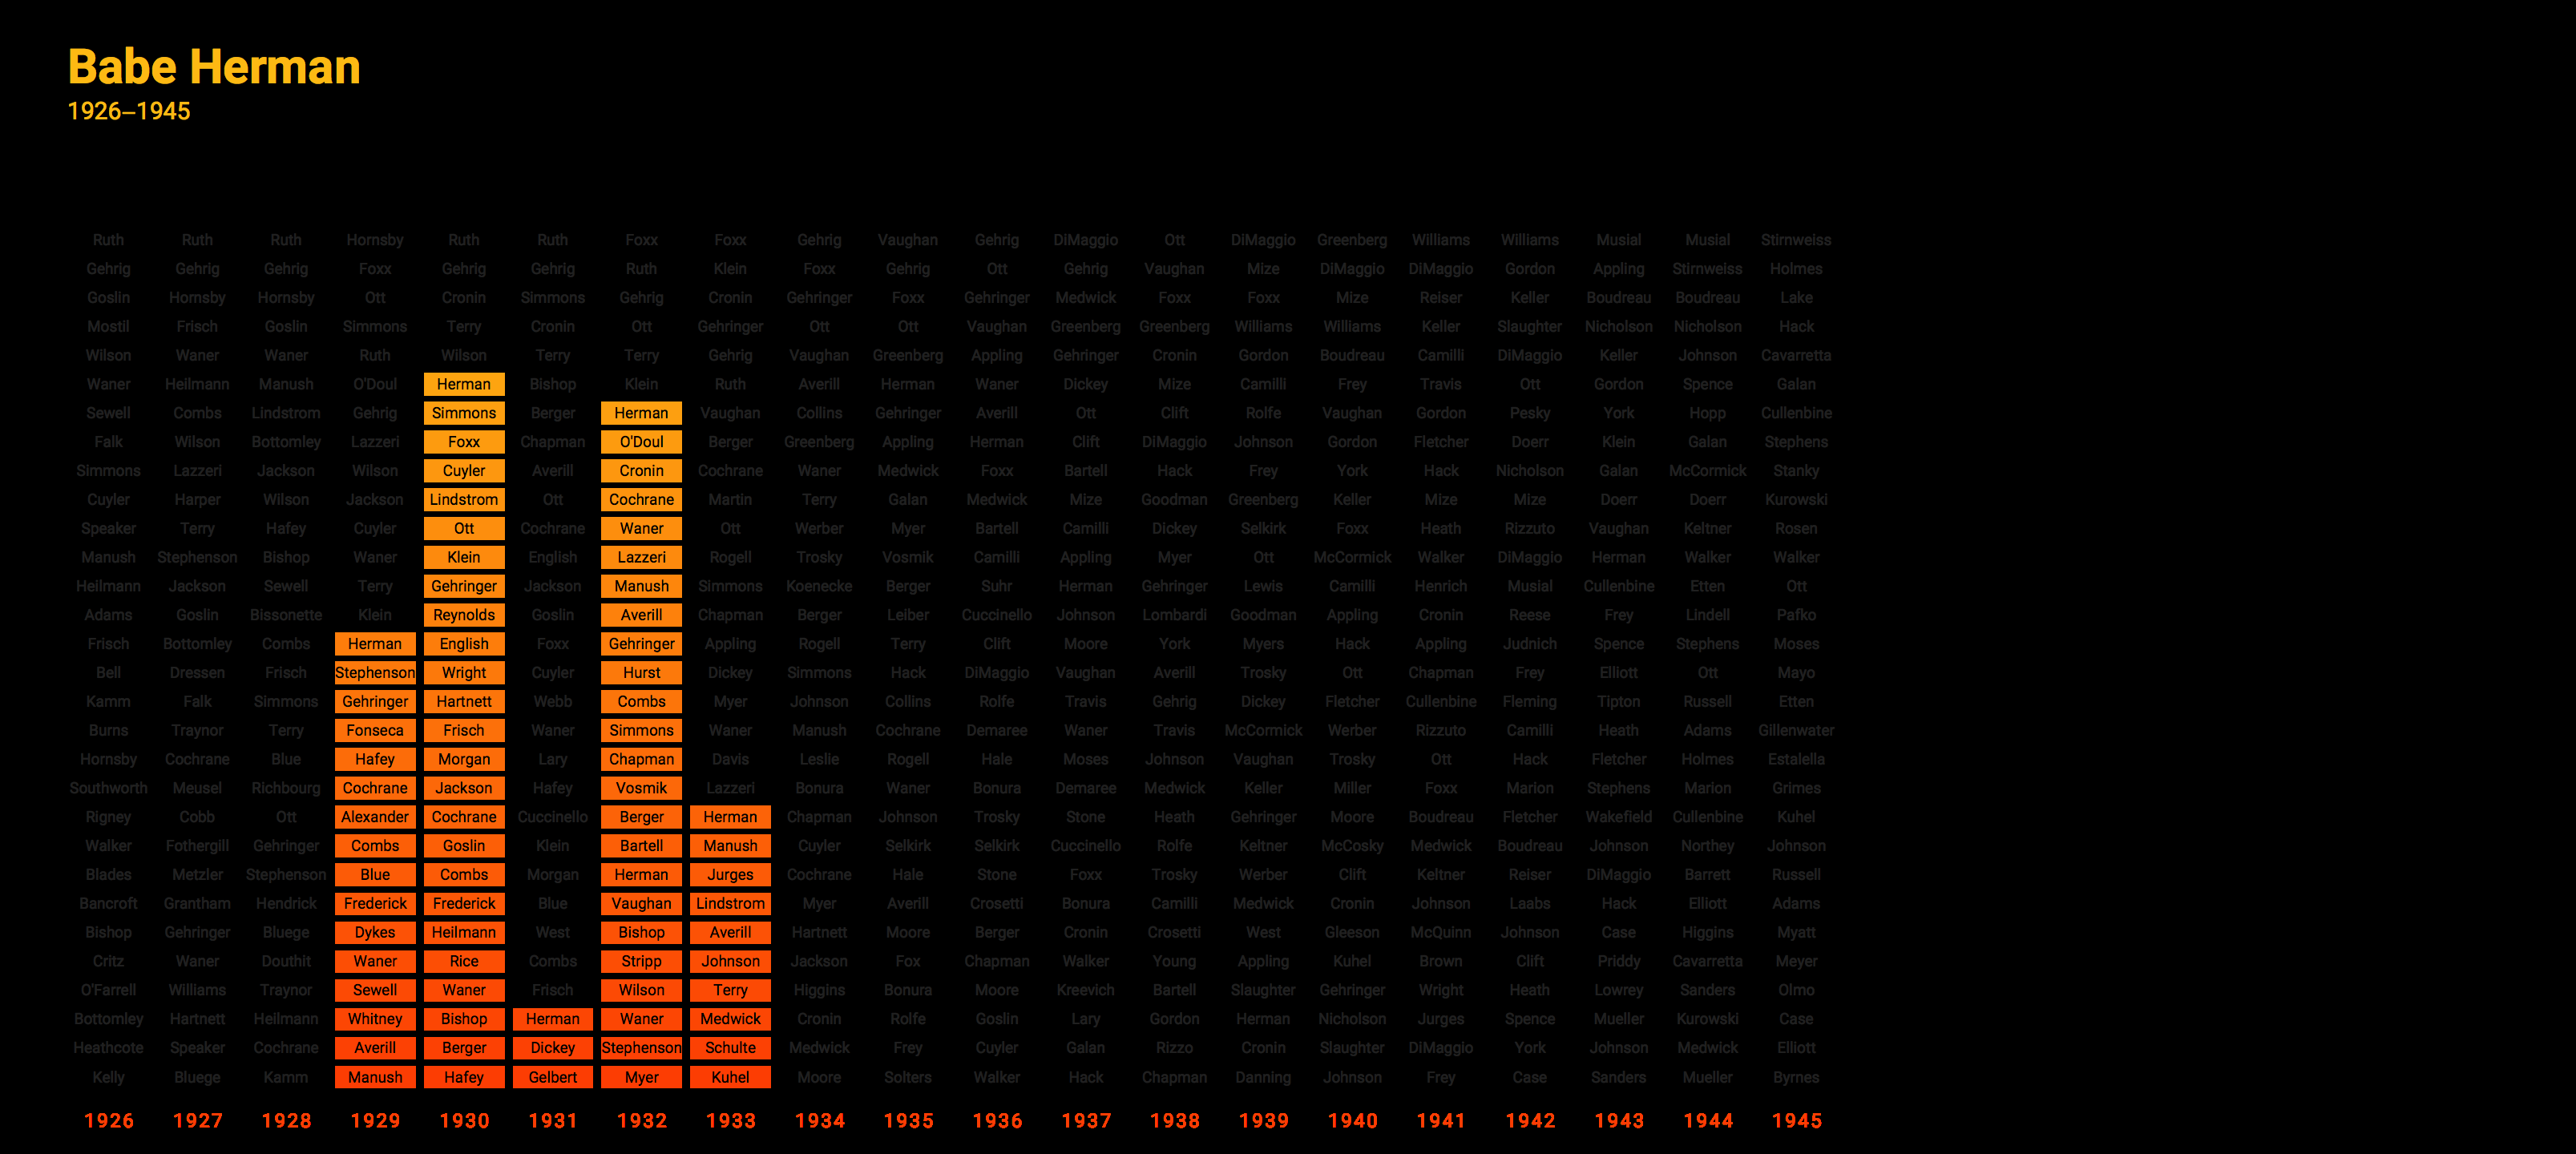 Babe Herman
1926–1945
Ruth Ruth Ruth Hornsby Ruth Ruth Foxx Foxx Gehrig Vaughan Gehrig DiMaggio Ott DiMaggio Greenberg Williams Williams Musial Musial Stirnweiss
Gehrig Gehrig Gehrig Foxx Gehrig Gehrig Ruth Klein Foxx Gehrig Ott Gehrig Vaughan Mize DiMaggio DiMaggio Gordon Appling Stirnweiss Holmes
Goslin Hornsby Hornsby Ott Cronin Simmons Gehrig Cronin Gehringer Foxx Gehringer Medwick Foxx Foxx Mize Reiser Keller Boudreau Boudreau Lake
Mostil Frisch Goslin Simmons Terry Cronin Ott Gehringer Ott Ott Vaughan Greenberg Greenberg Williams Williams Keller Slaughter Nicholson Nicholson Hack
Wilson Waner Waner Ruth Wilson Terry Terry Gehrig Vaughan Greenberg Appling Gehringer Cronin Gordon Boudreau Camilli DiMaggio Keller Johnson Cavarretta
Waner Heilmann Manush O'Doul Herman Bishop Klein Ruth Averill Herman Waner Dickey Mize Camilli Frey Travis Ott Gordon Spence Galan
Sewell Combs Lindstrom Gehrig Simmons Berger Herman Vaughan Collins Gehringer Averill Ott Clift Rolfe Vaughan Gordon Pesky York Hopp Cullenbine
Falk Wilson Bottomley Lazzeri Foxx Chapman O'Doul Berger Greenberg Appling Herman Clift DiMaggio Johnson Gordon Fletcher Doerr Klein Galan Stephens
Simmons Lazzeri Jackson Wilson Cuyler Averill Cronin Cochrane Waner Medwick Foxx Bartell Hack Frey York Hack Nicholson Galan McCormick Stanky
Cuyler Harper Wilson Jackson Lindstrom Ott Cochrane Martin Terry Galan Medwick Mize Goodman Greenberg Keller Mize Mize Doerr Doerr Kurowski
Speaker Terry Hafey Cuyler Ott Cochrane Waner Ott Werber Myer Bartell Camilli Dickey Selkirk Foxx Heath Rizzuto Vaughan Keltner Rosen
Manush Stephenson Bishop Waner Klein English Lazzeri Rogell Trosky Vosmik Camilli Appling Myer Ott McCormick Walker DiMaggio Herman Walker Walker
Heilmann Jackson Sewell Terry Gehringer Jackson Manush Simmons Koenecke Berger Suhr Herman Gehringer Lewis Camilli Henrich Musial Cullenbine Etten Ott
Adams Goslin Bissonette Klein Reynolds Goslin Averill Chapman Berger Leiber Cuccinello Johnson Lombardi Goodman Appling Cronin Reese Frey Lindell Pafko
Frisch Bottomley Combs Herman English Foxx Gehringer Appling Rogell Terry Clift Moore York Myers Hack Appling Judnich Spence Stephens Moses
Bell Dressen Frisch Stephenson Wright Cuyler Hurst Dickey Simmons Hack DiMaggio Vaughan Averill Trosky Ott Chapman Frey Elliott Ott Mayo
Kamm Falk Simmons Gehringer Hartnett Webb Combs Myer Johnson Collins Rolfe Travis Gehrig Dickey Fletcher Cullenbine Fleming Tipton Russell Etten
Burns Traynor Terry Fonseca Frisch Waner Simmons Waner Manush Cochrane Demaree Waner Travis McCormick Werber Rizzuto Camilli Heath Adams Gillenwater
Hornsby Cochrane Blue Hafey Morgan Lary Chapman Davis Leslie Rogell Hale Moses Johnson Vaughan Trosky Ott Hack Fletcher Holmes Estalella
Southworth Meusel Richbourg Cochrane Jackson Hafey Vosmik Lazzeri Bonura Waner Bonura Demaree Medwick Keller Miller Foxx Marion Stephens Marion Grimes
Rigney Cobb Ott Alexander Cochrane Cuccinello Berger Herman Chapman Johnson Trosky Stone Heath Gehringer Moore Boudreau Fletcher Wakefield Cullenbine Kuhel
Walker Fothergill Gehringer Combs Goslin Klein Bartell Manush Cuyler Selkirk Selkirk Cuccinello Rolfe Keltner McCosky Medwick Boudreau Johnson Northey Johnson
Blades Metzler Stephenson Blue Combs Morgan Herman Jurges Cochrane Hale Stone Foxx Trosky Werber Clift Keltner Reiser DiMaggio Barrett Russell
Bancroft Grantham Hendrick Frederick Frederick Blue Vaughan Lindstrom Myer Averill Crosetti Bonura Camilli Medwick Cronin Johnson Laabs Hack Elliott Adams
Bishop Gehringer Bluege Dykes Heilmann West Bishop Averill Hartnett Moore Berger Cronin Crosetti West Gleeson McQuinn Johnson Case Higgins Myatt
Critz Waner Douthit Waner Rice Combs Stripp Johnson Jackson Fox Chapman Walker Young Appling Kuhel Brown Clift Priddy Cavarretta Meyer
O'Farrell Williams Traynor Sewell Waner Frisch Wilson Terry Higgins Bonura Moore Kreevich Bartell Slaughter Gehringer Wright Heath Lowrey Sanders Olmo
Bottomley Hartnett Heilmann Whitney Bishop Herman Waner Medwick Cronin Rolfe Goslin Lary Gordon Herman Nicholson Jurges Spence Mueller Kurowski Case
Heathcote Speaker Cochrane Averill Berger Dickey Stephenson Schulte Medwick Frey Cuyler Galan Rizzo Cronin Slaughter DiMaggio York Johnson Medwick Elliott
Kelly Bluege Kamm Manush Hafey Gelbert Myer Kuhel Moore Solters Walker Hack Chapman Danning Johnson Frey Case Sanders Mueller Byrnes
1926 1927 1928 1929 1930 1931 1932 1933 1934 1935 1936 1937 1938 1939 1940 1941 1942 1943 1944 1945